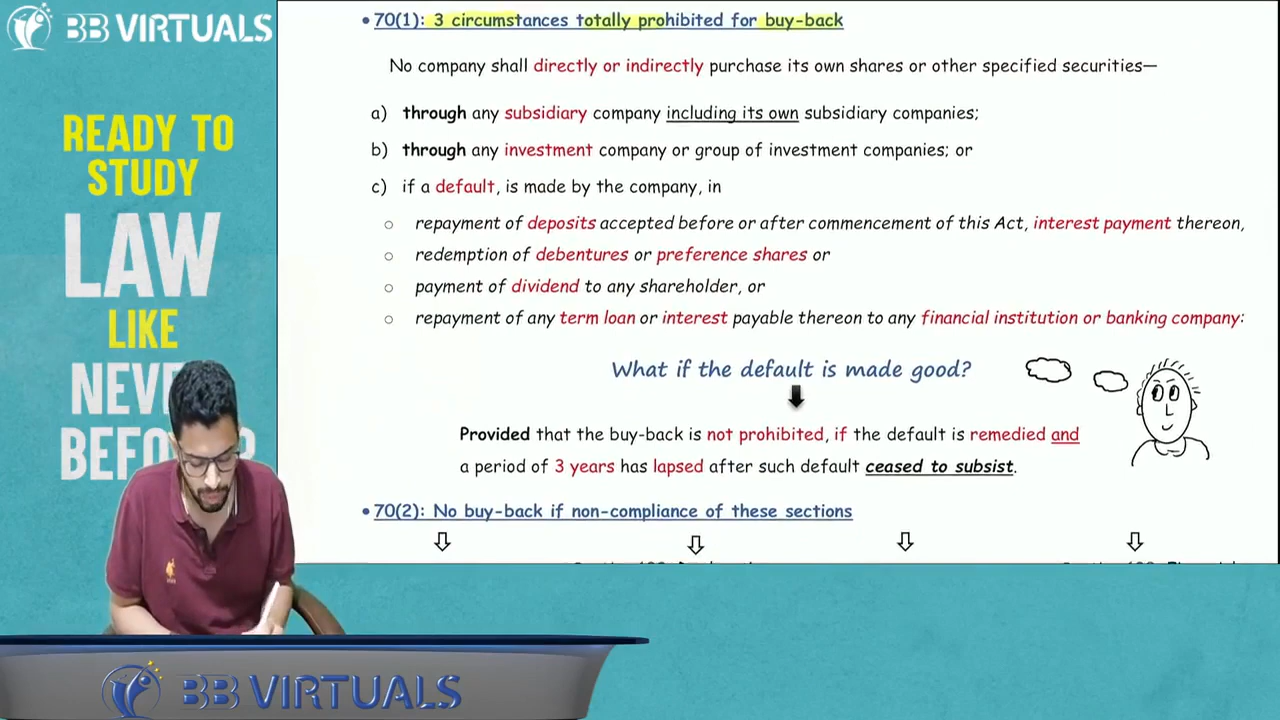 BB VIRTUALS
READY TO
STUDY
LAW
LIKE
BB VIRTUALS
• 70(1): 3 circumstances totally prohibited for buy-back
No company shall directly or indirectly purchase its own shares or other specified securities—
a) through any subsidiary company including its own subsidiary companies;
b) through any investment company or group of investment companies; or
c) if a default, is made by the company, in
○ repayment of deposits accepted before or after commencement of this Act, interest payment thereon,
○ redemption of debentures or preference shares or
○ payment of dividend to any shareholder, or
○ repayment of any term loan or interest payable thereon to any financial institution or banking company:
What if the default is made good?
Provided that the buy-back is not prohibited, if the default is remedied and
a period of 3 years has lapsed after such default ceased to subsist.
• 70(2): No buy-back if non-compliance of these sections